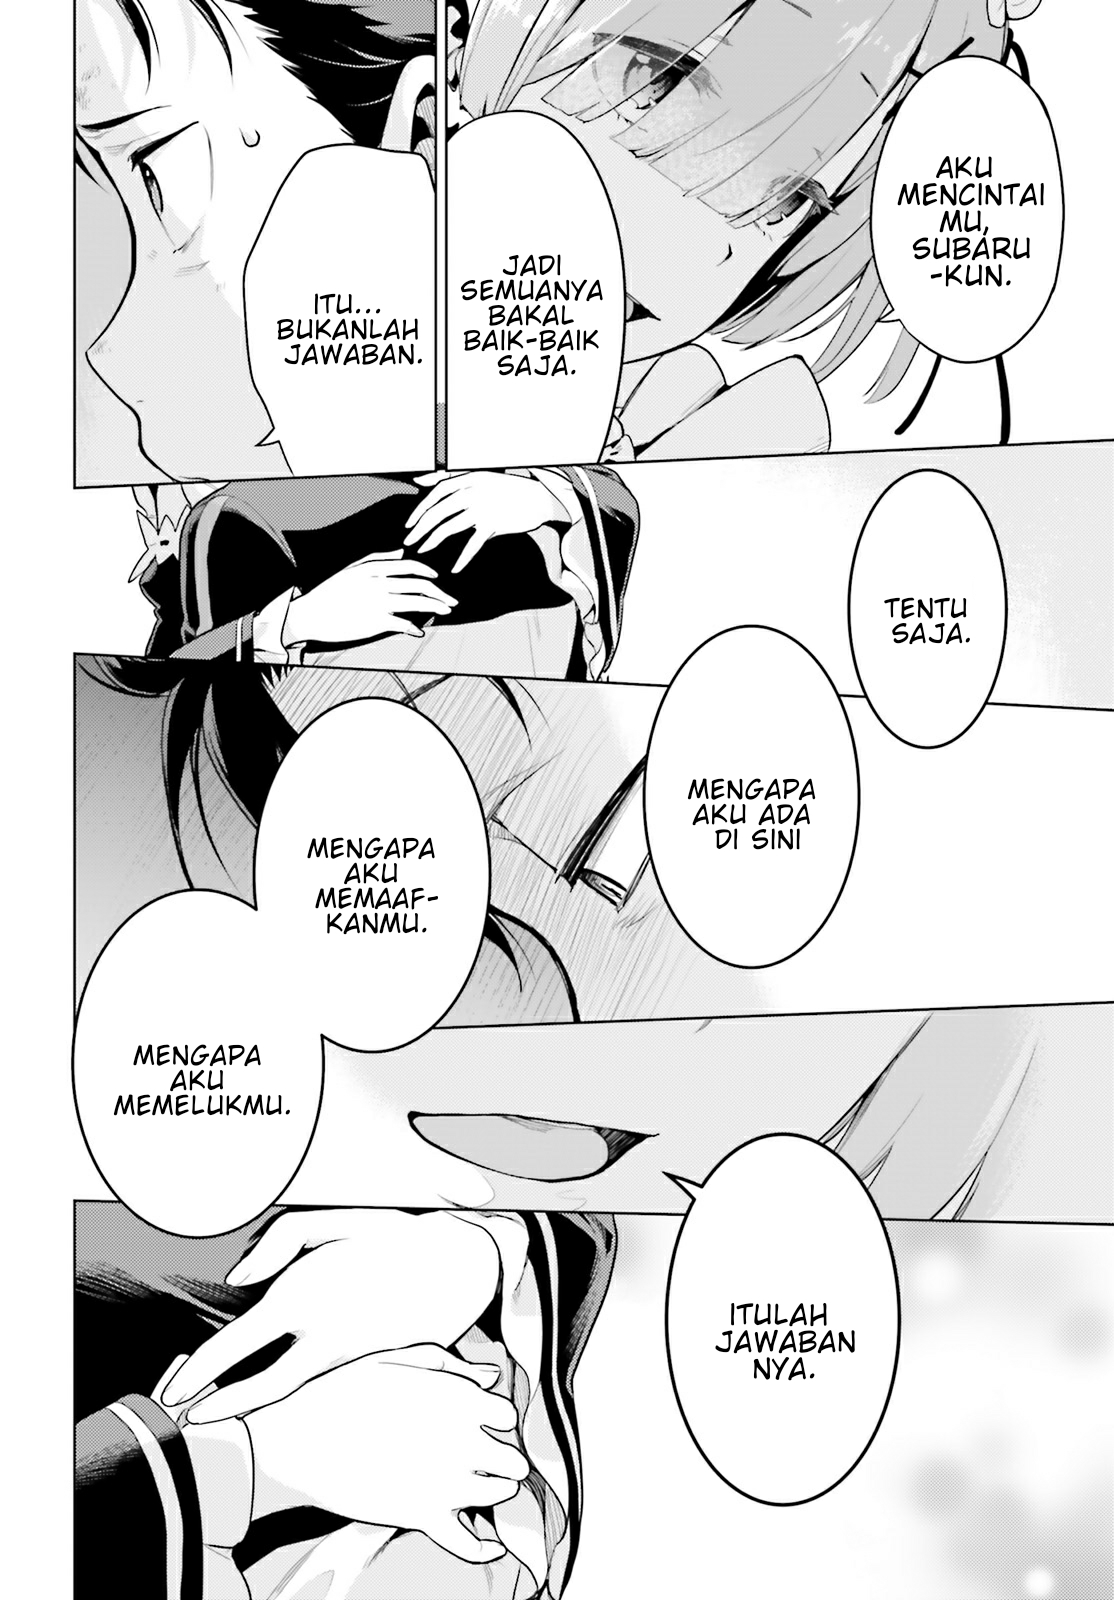 AKU
MENCINTAI
MU,
SUBARU
-KUN.
JADI
SEMUANYA
BAKAL
BAIK-BAIK
SAJA.
ITU...
BUKANLAH
JAWABAN.
TENTU
SAJA.
MENGAPA
AKU ADA
DI SINI
MENGAPA
AKU
MEMAAF-
KANMU.
MENGAPA
AKU
MEMELUKMU.
ITULAH
JAWABAN
NYA.